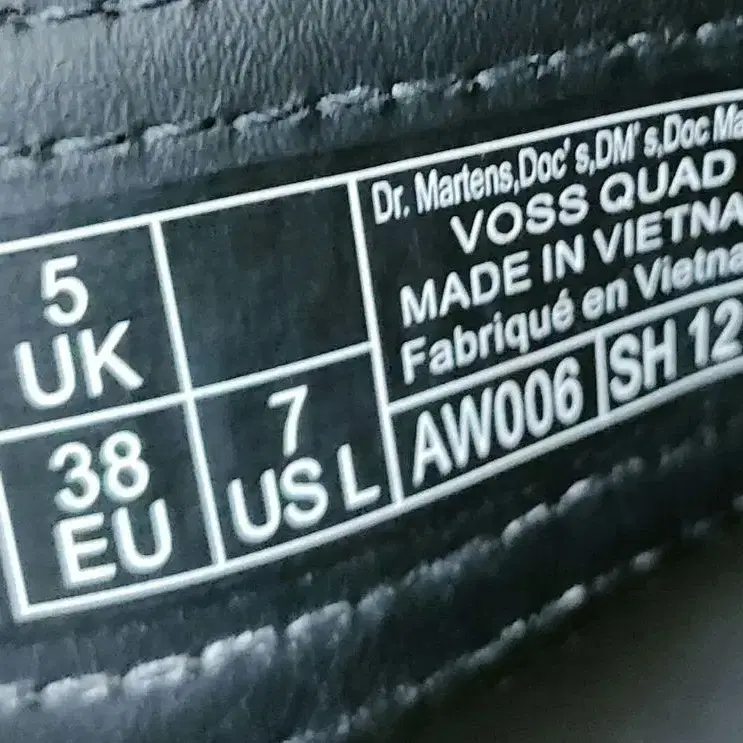 5
UK
38
EU
7
US L
Dr. Martens,Doc's,DM's,Doc Ma
VOSS QUAD
MADE IN VIETNA
Fabriqué en Vietna
AW006 SH 12